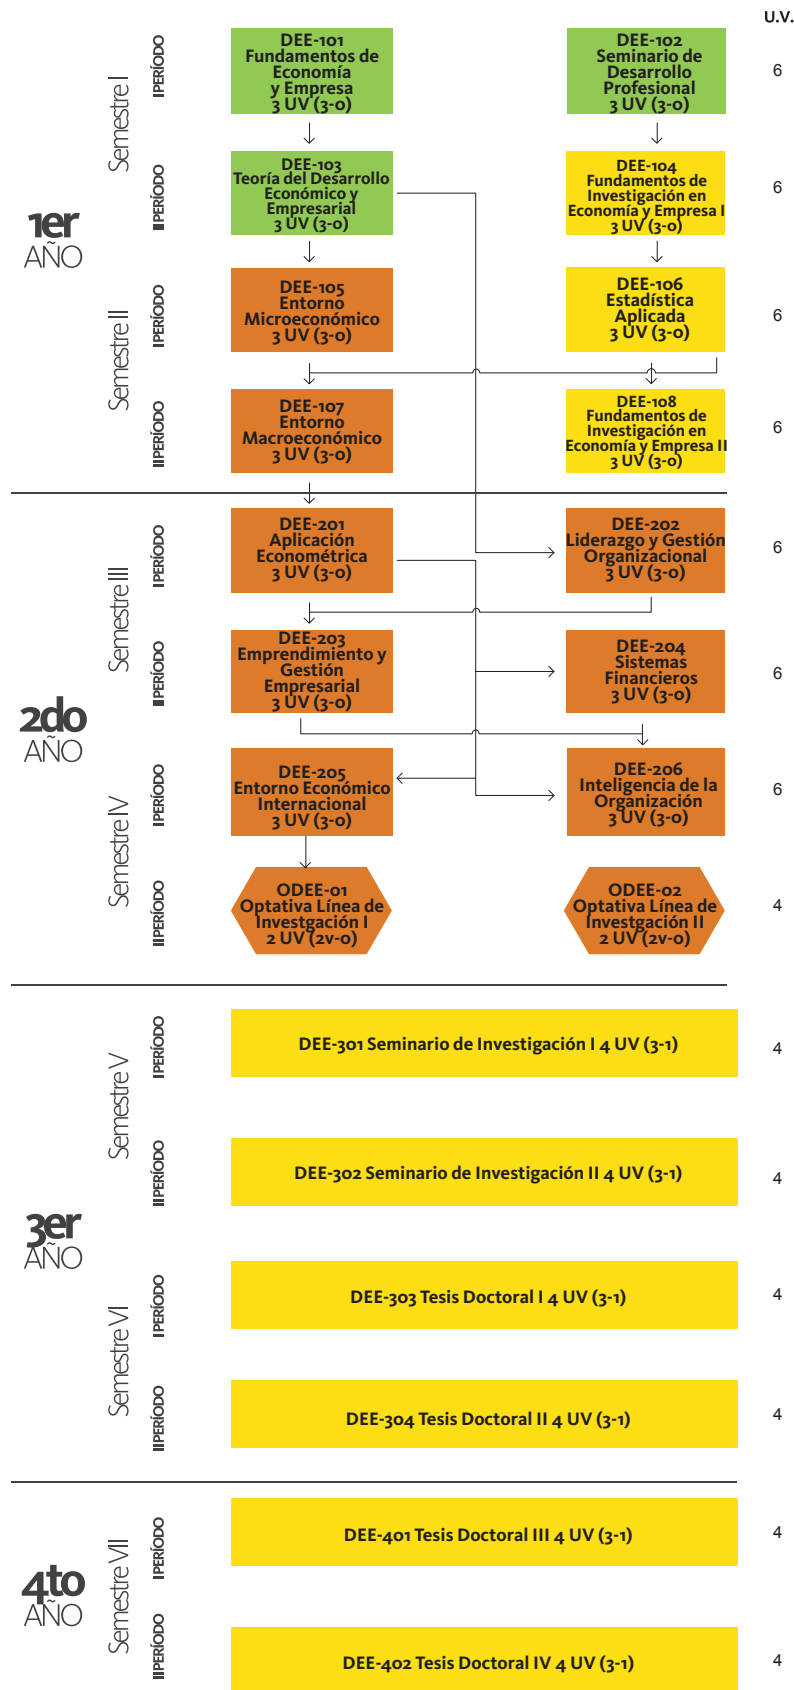 U.V.
1er
AÑO
Semestre I
I PERÍODO
DEE-101
Fundamentos de
Economía
y Empresa
3 UV (3-0)
DEE-102
Seminario de
Desarrollo
Profesional
3 UV (3-0)
6
II PERÍODO
DEE-103
Teoría del Desarrollo
Económico y
Empresarial
3 UV (3-0)
DEE-104
Fundamentos de
Investigación en
Economía y Empresa I
3 UV (3-0)
6
Semestre II
I PERÍODO
DEE-105
Entorno
Microeconómico
3 UV (3-0)
DEE-106
Estadística
Aplicada
3 UV (3-0)
6
II PERÍODO
DEE-107
Entorno
Macroeconómico
3 UV (3-0)
DEE-108
Fundamentos de
Investigación en
Economía y Empresa II
3 UV (3-0)
6
2do
AÑO
Semestre III
I PERÍODO
DEE-201
Aplicación
Econométrica
3 UV (3-0)
DEE-202
Liderazgo y Gestión
Organizacional
3 UV (3-0)
6
II PERÍODO
DEE-203
Emprendimiento y
Gestión
Empresarial
3 UV (3-0)
DEE-204
Sistemas
Financieros
3 UV (3-0)
6
Semestre IV
I PERÍODO
DEE-205
Entorno Económico
Internacional
3 UV (3-0)
DEE-206
Inteligencia de la
Organización
3 UV (3-0)
6
II PERÍODO
ODEE-01
Optativa Línea de
Investgación I
2 UV (2v-0)
ODEE-02
Optativa Línea de
Investgación II
2 UV (2v-0)
4
3er
AÑO
Semestre V
I PERÍODO
DEE-301 Seminario de Investigación I 4 UV (3-1)
4
II PERÍODO
DEE-302 Seminario de Investigación II 4 UV (3-1)
4
Semestre VI
I PERÍODO
DEE-303 Tesis Doctoral I 4 UV (3-1)
4
II PERÍODO
DEE-304 Tesis Doctoral II 4 UV (3-1)
4
4to
AÑO
Semestre VII
I PERÍODO
DEE-401 Tesis Doctoral III 4 UV (3-1)
4
II PERÍODO
DEE-402 Tesis Doctoral IV 4 UV (3-1)
4